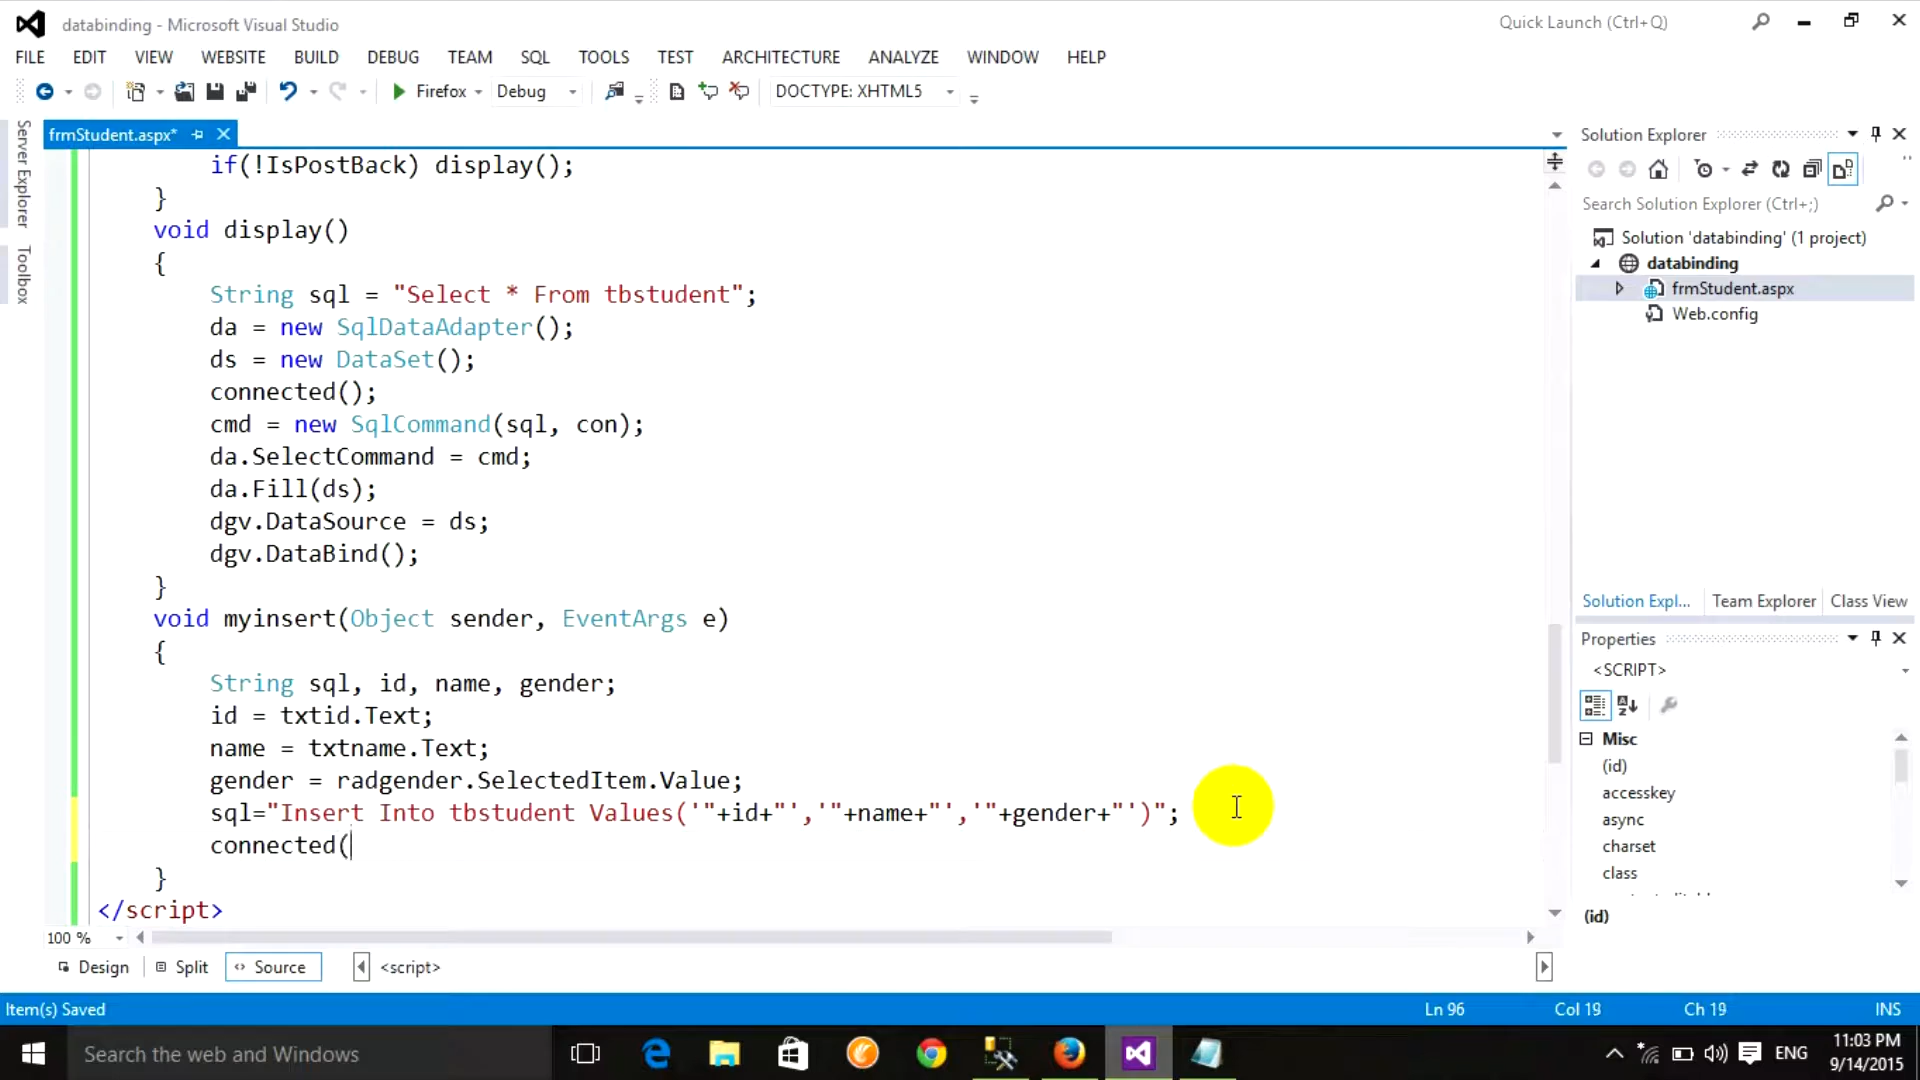 databinding - Microsoft Visual Studio
Quick Launch (Ctrl+Q)
FILE EDIT VIEW WEBSITE BUILD DEBUG TEAM SQL TOOLS TEST ARCHITECTURE ANALYZE WINDOW HELP
Firefox Debug DOCTYPE: XHTML5
Server Explorer
Toolbox
frmStudent.aspx*
if(!IsPostBack) display();
}
void display()
{
String sql = "Select * From tbstudent";
da = new SqlDataAdapter();
ds = new DataSet();
connected();
cmd = new SqlCommand(sql, con);
da.SelectCommand = cmd;
da.Fill(ds);
dgv.DataSource = ds;
dgv.DataBind();
}
void myinsert(Object sender, EventArgs e)
{
String sql, id, name, gender;
id = txtid.Text;
name = txtname.Text;
gender = radgender.SelectedItem.Value;
sql="Insert Into tbstudent Values('"+id+"','"+name+"','"+gender+"')";
connected(
}
</script>
100 %
Design Split Source <script>
Solution Explorer
Search Solution Explorer (Ctrl+;)
Solution 'databinding' (1 project)
databinding
frmStudent.aspx
Web.config
Solution Expl... Team Explorer Class View
Properties
<SCRIPT>
Misc
(id)
accesskey
async
charset
class
(id)
Item(s) Saved
Ln 96 Col 19 Ch 19 INS
Search the web and Windows
ENG
11:03 PM
9/14/2015